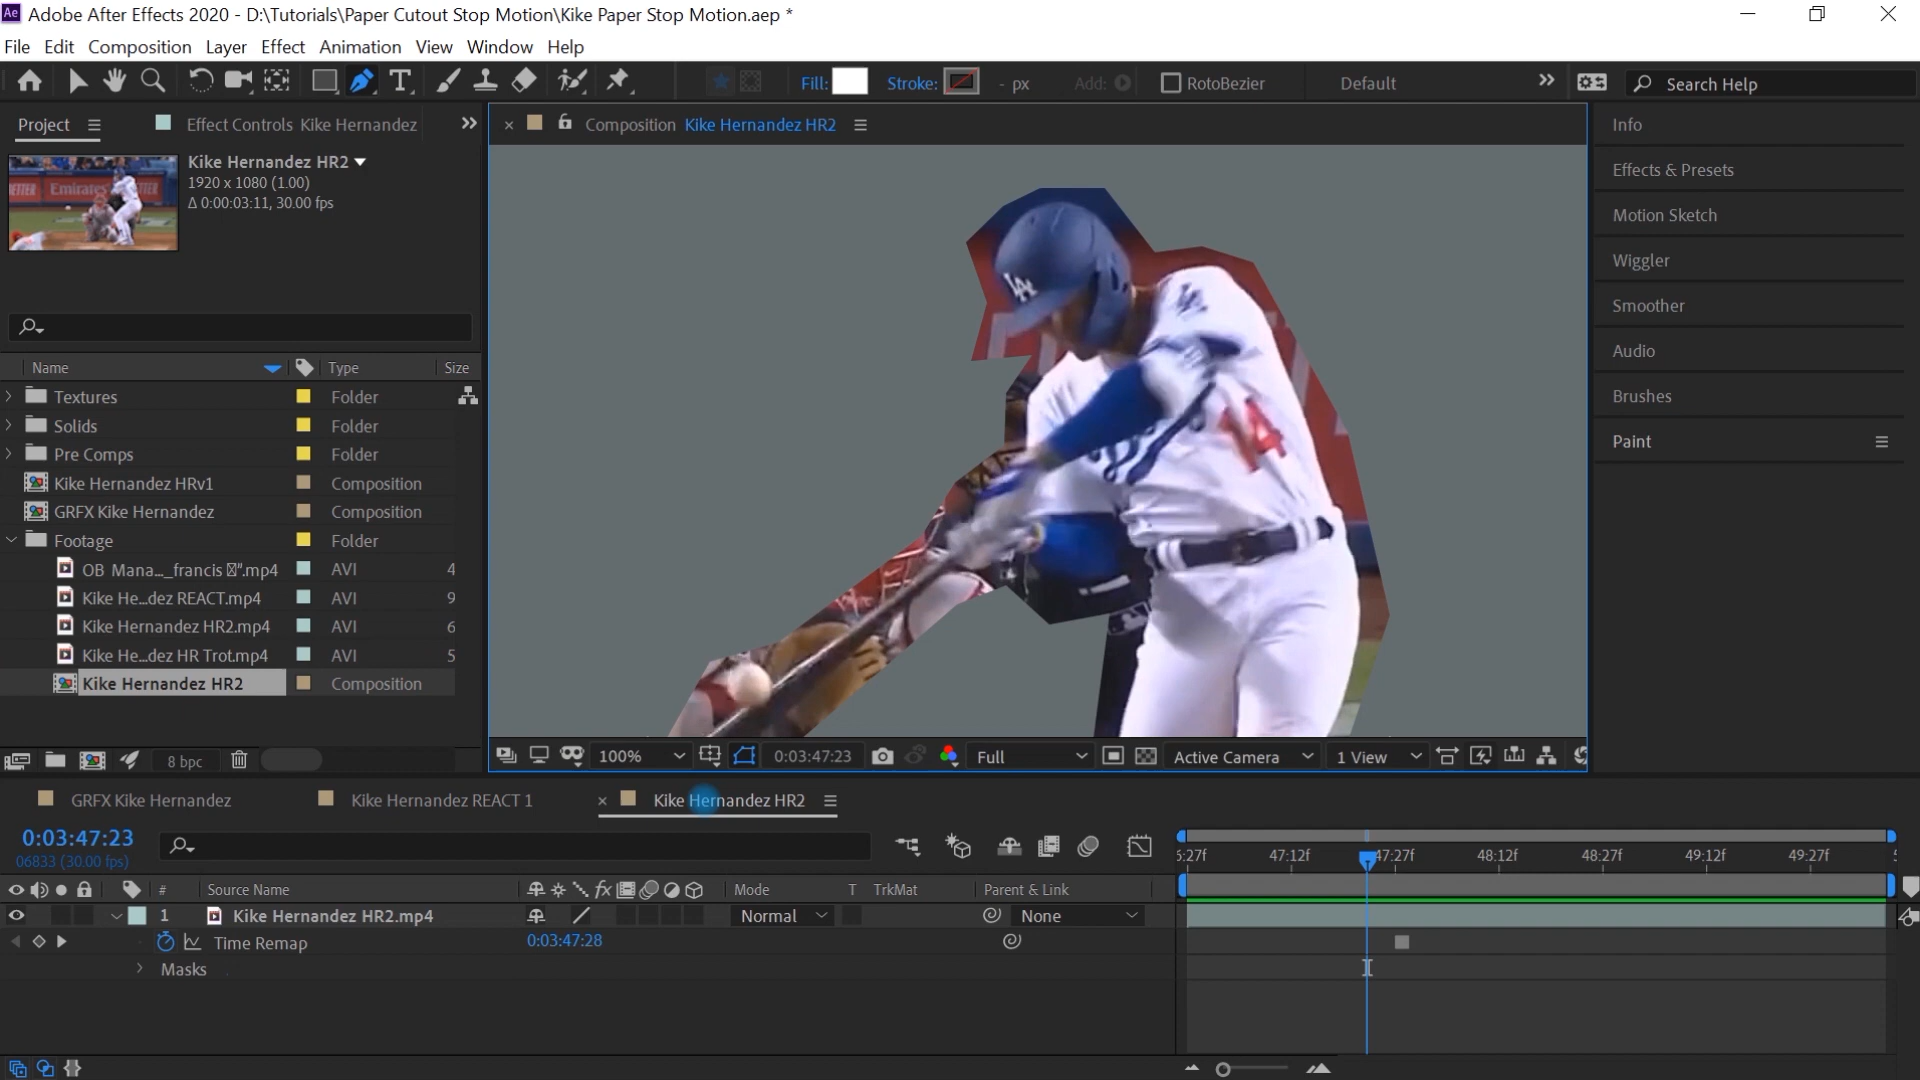 Adobe After Effects 2020 - D:\Tutorials\Paper Cutout Stop Motion\Kike Paper Stop Motion.aep *
File Edit Composition Layer Effect Animation View Window Help
Fill: Stroke: - px Add: RotoBezier Default Search Help
Project Effect Controls Kike Hernandez
Composition Kike Hernandez HR2
Kike Hernandez HR2
1920 x 1080 (1.00)
Δ 0:00:03:11, 30.00 fps
Emirates
LA
14
Info
Effects & Presets
Motion Sketch
Wiggler
Smoother
Audio
Brushes
Paint
Name Type Size
Textures Folder
Solids Folder
Pre Comps Folder
Kike Hernandez HRv1 Composition
GRFX Kike Hernandez Composition
Footage Folder
OB Mana..._francis ".mp4 AVI 4
Kike He...dez REACT.mp4 AVI 9
Kike Hernandez HR2.mp4 AVI 6
Kike He...dez HR Trot.mp4 AVI 5
Kike Hernandez HR2 Composition
8 bpc
100% 0:03:47:23 Full Active Camera 1 View
GRFX Kike Hernandez Kike Hernandez REACT 1 Kike Hernandez HR2
0:03:47:23
06833 (30.00 fps)
5:27f 47:12f 47:27f 48:12f 48:27f 49:12f 49:27f
# Source Name fx Mode T TrkMat Parent & Link
1 Kike Hernandez HR2.mp4 Normal None
Time Remap 0:03:47:28
Masks